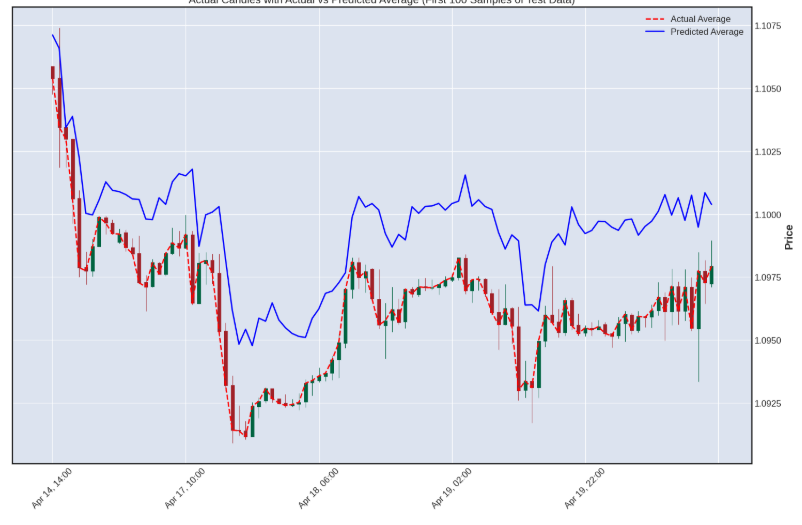 Actual Candles with Actual vs Predicted Average (First 100 Samples of Test Data)
Actual Average
Predicted Average
1.1075
1.1050
1.1025
1.1000
1.0975
1.0950
1.0925
Price
Apr 14, 14:00
Apr 17, 10:00
Apr 18, 06:00
Apr 19, 02:00
Apr 19, 22:00